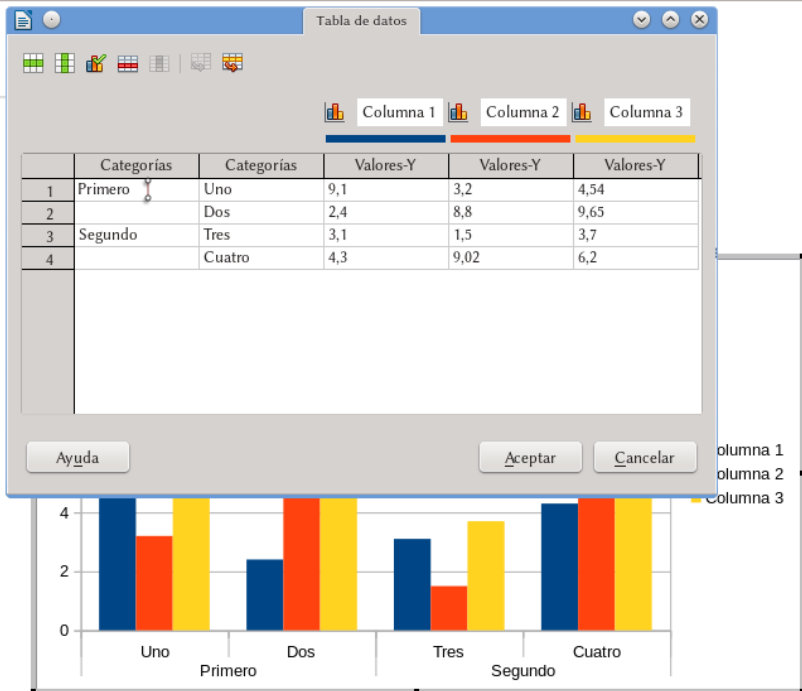 Tabla de datos
Columna 1 Columna 2 Columna 3
Categorías Categorías Valores-Y Valores-Y Valores-Y
1 Primero Uno 9,1 3,2 4,54
2 Dos 2,4 8,8 9,65
3 Segundo Tres 3,1 1,5 3,7
4 Cuatro 4,3 9,02 6,2
Ayuda Aceptar Cancelar
olumna 1
olumna 2
Columna 3
4
2
0
Uno Dos Tres Cuatro
Primero Segundo